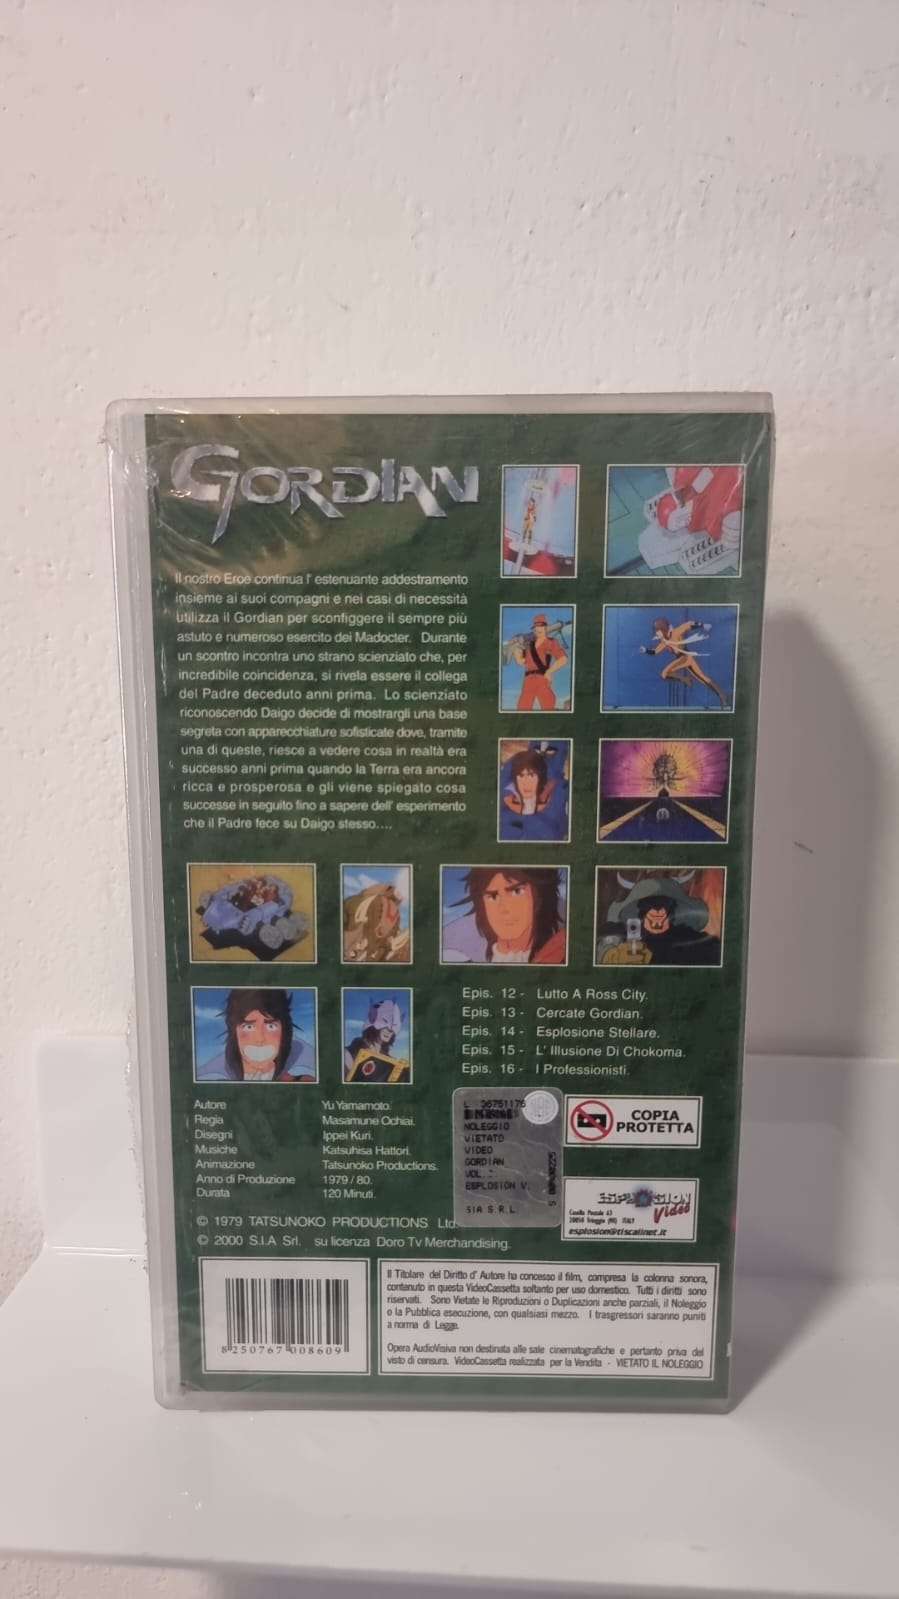 GORDIAN
Il nostro Eroe continua l' estenuante addestramento
insieme ai suoi compagni e nei casi di necessità
utilizza il Gordian per sconfiggere il sempre più
astuto e numeroso esercito dei Madocter. Durante
un scontro incontra uno strano scienziato che, per
incredibile coincidenza, si rivela essere il collega
del Padre deceduto anni prima. Lo scienziato
riconoscendo Daigo decide di mostrargli una base
segreta con apparecchiature sofisticate dove, tramite
una di queste, riesce a vedere cosa in realtà era
successo anni prima quando la Terra era ancora
ricca e prosperosa e gli viene spiegato cosa
successe in seguito fino a sapere dell' esperimento
che il Padre fece su Daigo stesso....
Epis. 12 - Lutto A Ross City.
Epis. 13 - Cercate Gordian.
Epis. 14 - Esplosione Stellare.
Epis. 15 - L' Illusione Di Chokoma.
Epis. 16 - I Professionisti.
Autore Yu Yamamoto.
Regia Masamune Ochiai.
Disegni Ippei Kuri.
Musiche Katsuhisa Hattori.
Animazione Tatsunoko Productions.
Anno di Produzione 1979 / 80.
Durata 120 Minuti.
© 1979 TATSUNOKO PRODUCTIONS Ltd.
© 2000 S.I.A Srl. su licenza Doro Tv Merchandising.
NOLEGGIO
VIETATO
VIDEO
GORDIAN
VOL.
ESPLOSION V.
SIA S.R.L
COPIA
PROTETTA
ESPLOSION
Video
Casella Postale 63
20050 Triuggio (MI) ITALY
esplosion@tiscalinet.it
8 250767 008609
Il Titolare del Diritto d' Autore ha concesso il film, compresa la colonna sonora,
contenuto in questa VideoCassetta soltanto per uso domestico. Tutti i diritti sono
riservati. Sono Vietate le Riproduzioni o Duplicazioni anche parziali, il Noleggio
o la Pubblica esecuzione, con qualsiasi mezzo. I trasgressori saranno puniti
a norma di Legge.
Opera AudioVisiva non destinata alle sale cinematografiche e pertanto priva del
visto di censura. VideoCassetta realizzata per la Vendita - VIETATO IL NOLEGGIO